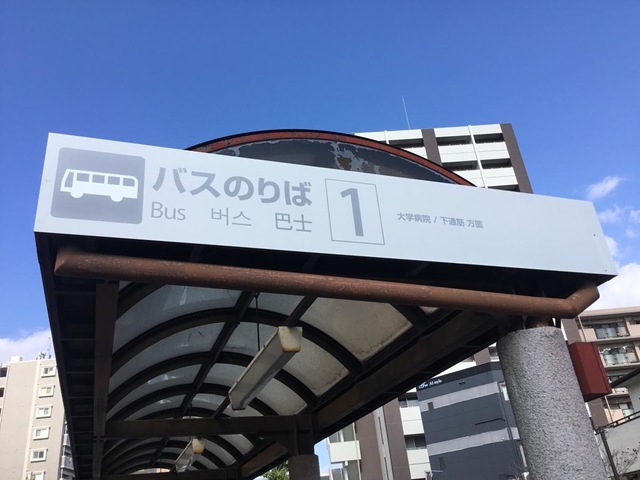 バスのりば
Bus 버스 巴士
1
大学病院 / 下通筋 方面